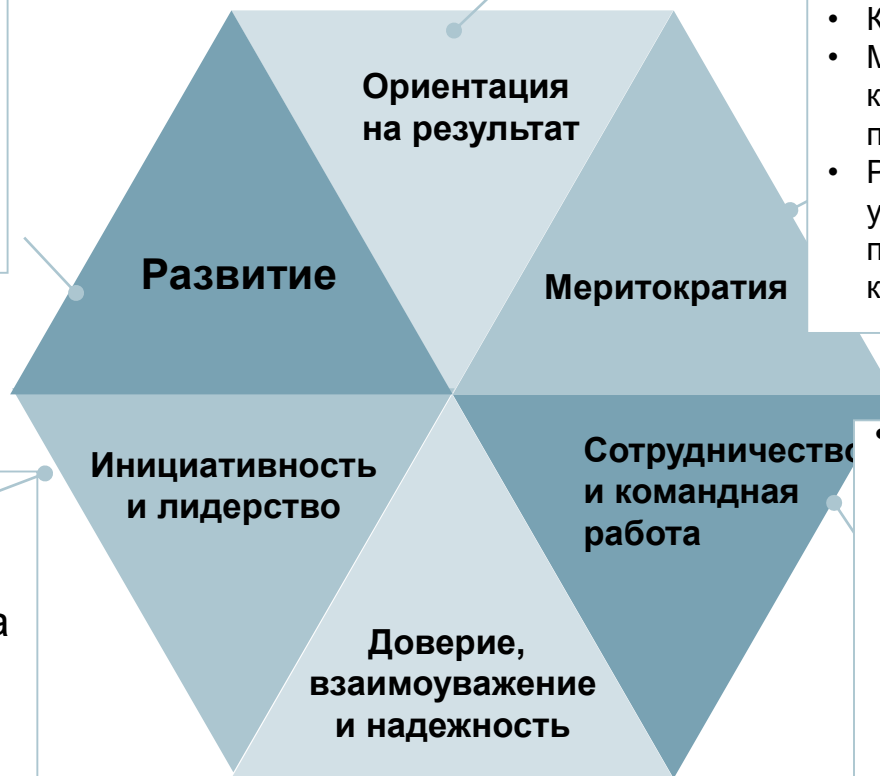 Ориентация
на результат
Развитие
Меритократия
Инициативность
и лидерство
Сотрудничество
и командная
работа
Доверие,
взаимоуважение
и надежность